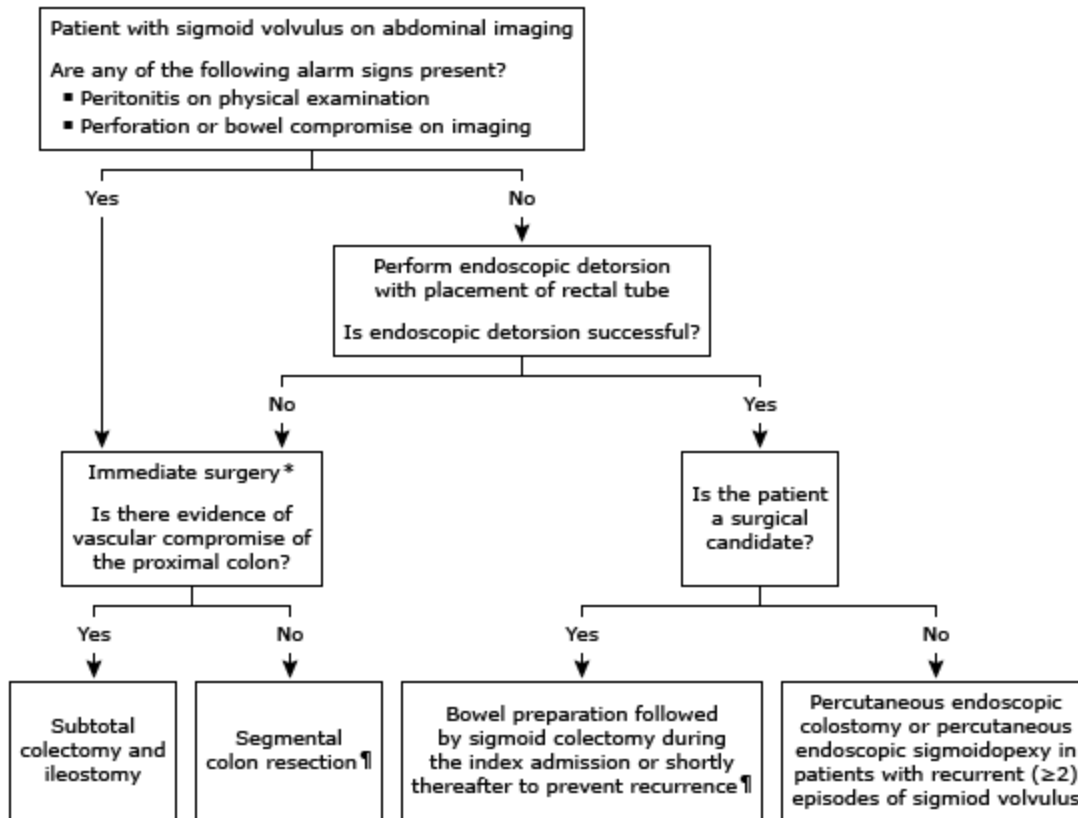 Patient with sigmoid volvulus on abdominal imaging
Are any of the following alarm signs present?
▪ Peritonitis on physical examination
▪ Perforation or bowel compromise on imaging
Yes
No
Perform endoscopic detorsion
with placement of rectal tube
Is endoscopic detorsion successful?
No
Yes
Immediate surgery*
Is there evidence of
vascular compromise of
the proximal colon?
Is the patient
a surgical
candidate?
Yes
No
Yes
No
Subtotal
colectomy and
ileostomy
Segmental
colon resection¶
Bowel preparation followed
by sigmoid colectomy during
the index admission or shortly
thereafter to prevent recurrence¶
Percutaneous endoscopic
colostomy or percutaneous
endoscopic sigmoidopexy in
patients with recurrent (≥2)
episodes of sigmiod volvulus